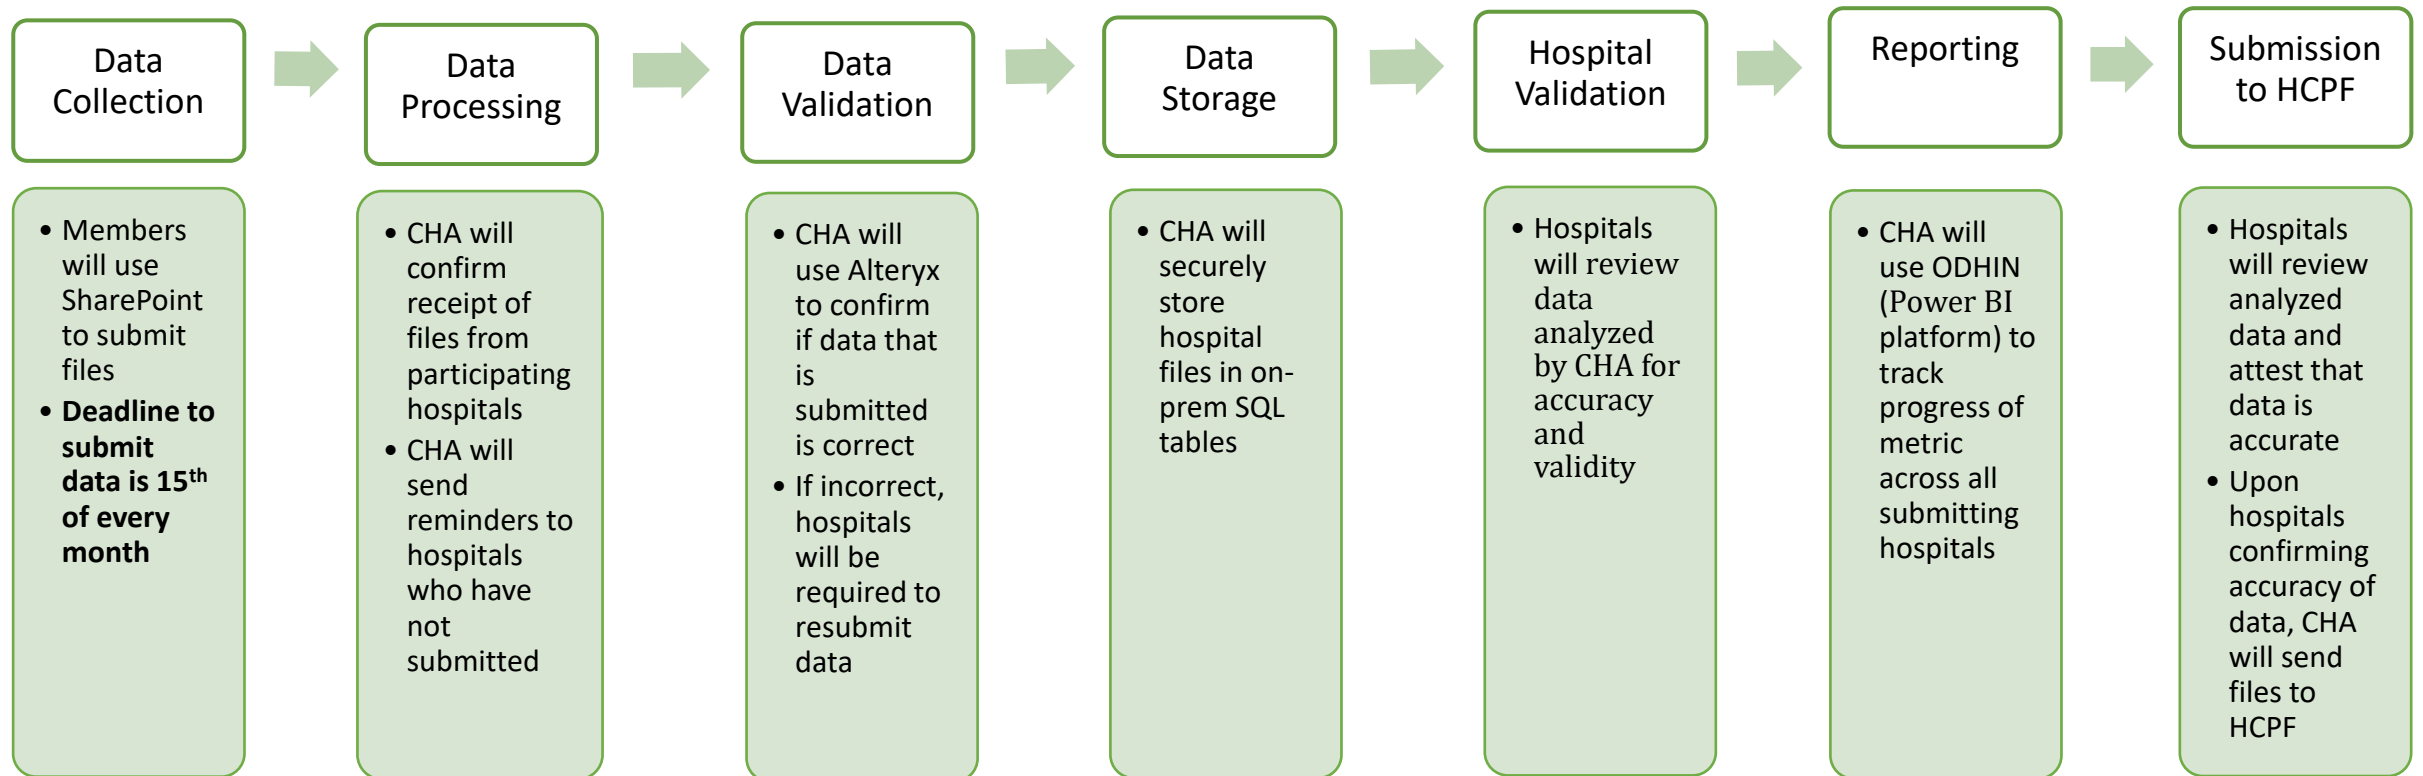 Data
Collection
Data
Processing
Data
Validation
Data
Storage
Hospital
Validation
Reporting
Submission
to HCPF
• Members
will use
SharePoint
to submit
files
• Deadline to
submit
data is 15th
of every
month
• CHA will
confirm
receipt of
files from
participating
hospitals
• CHA will
send
reminders to
hospitals
who have
not
submitted
• CHA will
use Alteryx
to confirm
if data that
is
submitted
is correct
• If incorrect,
hospitals
will be
required to
resubmit
data
• CHA will
securely
store
hospital
files in on-
prem SQL
tables
• Hospitals
will review
data
analyzed
by CHA for
accuracy
and
validity
• CHA will
use ODHIN
(Power BI
platform) to
track
progress of
metric
across all
submitting
hospitals
• Hospitals
will review
analyzed
data and
attest that
data is
accurate
• Upon
hospitals
confirming
accuracy of
data, CHA
will send
files to
HCPF